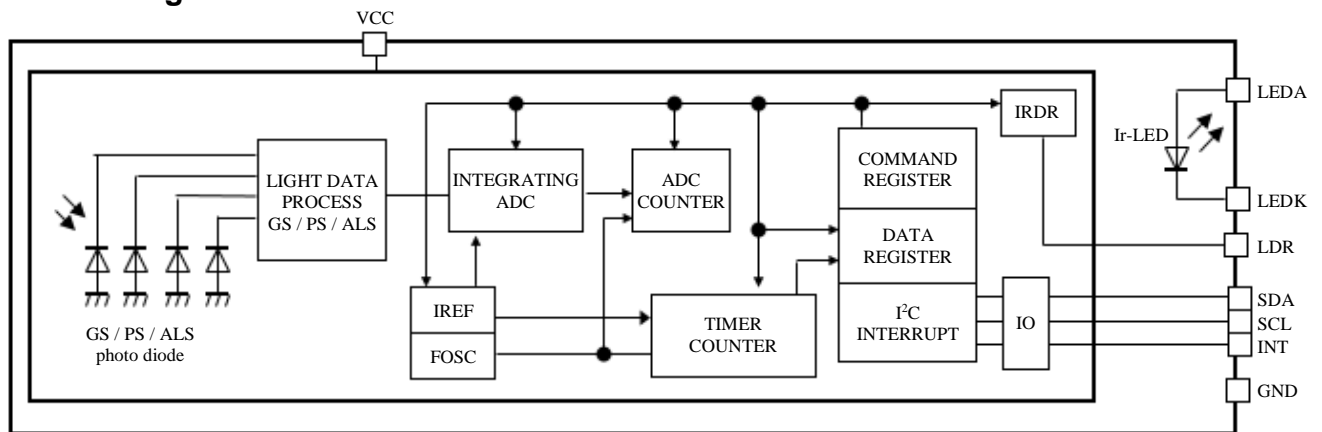 VCC
LEDA
IRDR
Ir-LED
COMMAND
REGISTER
LIGHT DATA
PROCESS
GS / PS / ALS
INTEGRATING
ADC
ADC
COUNTER
LEDK
DATA
REGISTER
LDR
IREF
FOSC
TIMER
COUNTER
I²C
INTERRUPT
IO
SDA
SCL
INT
GS / PS / ALS
photo diode
GND